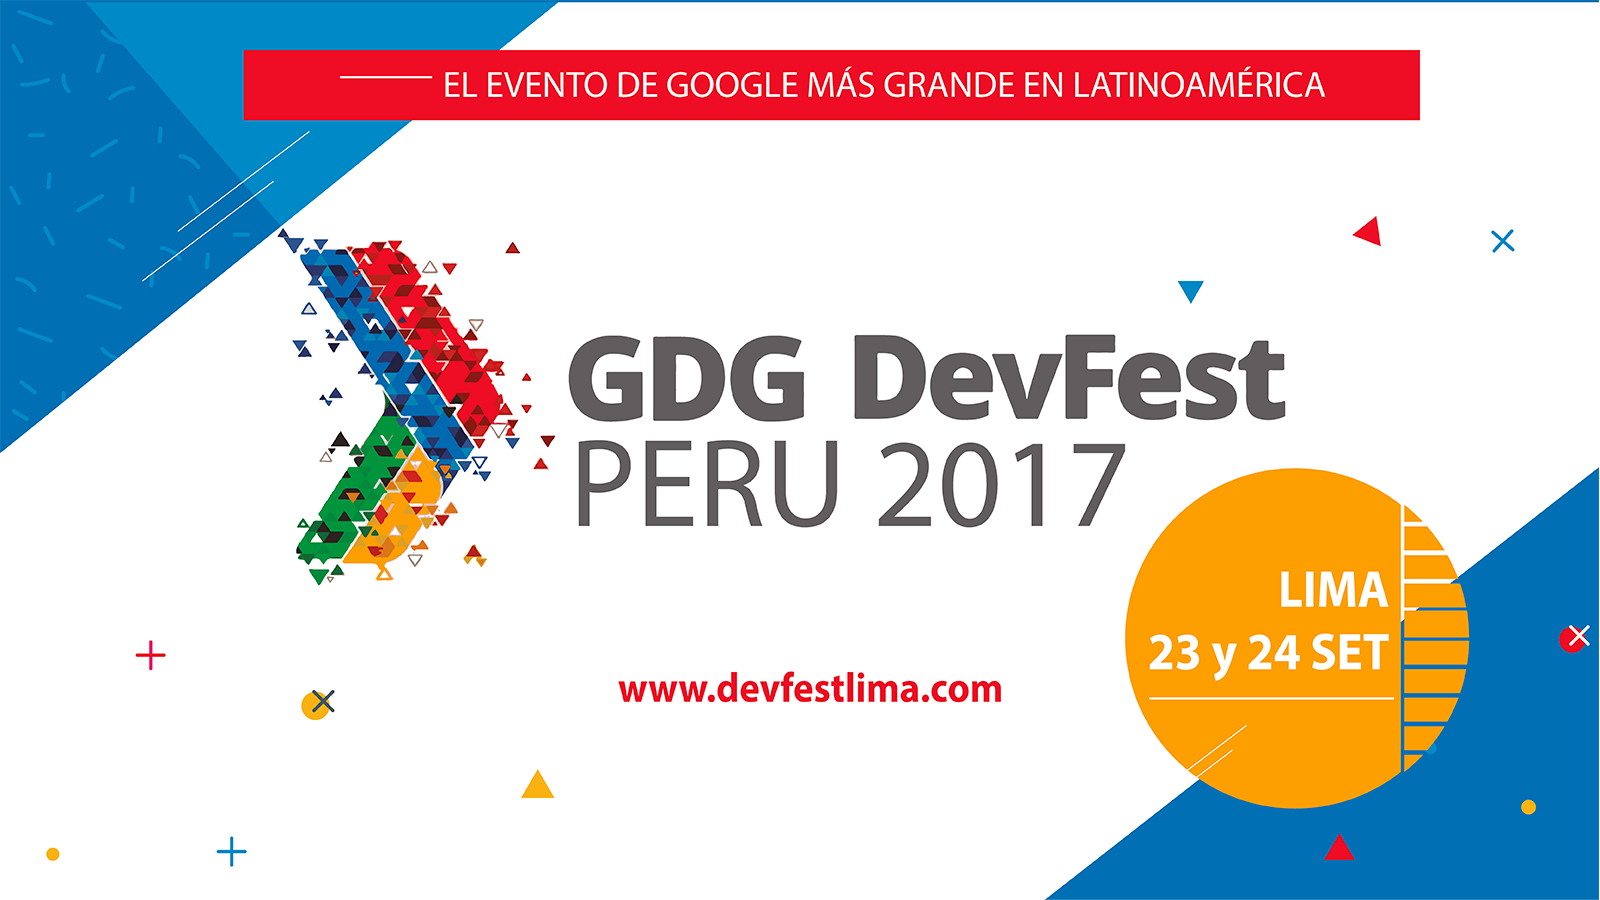 EL EVENTO DE GOOGLE MÁS GRANDE EN LATINOAMÉRICA
GDG DevFest
PERU 2017
LIMA
23 y 24 SET
www.devfestlima.com